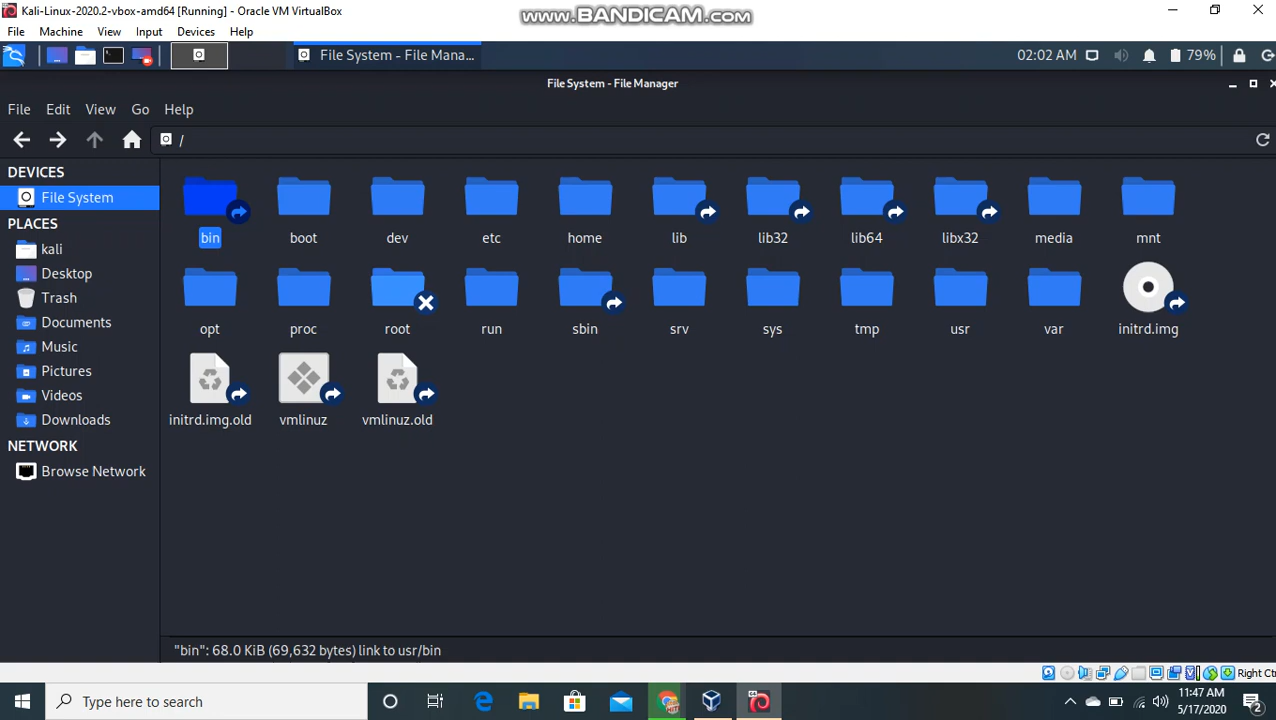 Kali-Linux-2020.2-vbox-amd64 [Running] - Oracle VM VirtualBox
www.BANDICAM.com
File Machine View Input Devices Help
File System - File Mana... 02:02 AM 79%
File System - File Manager
File Edit View Go Help
/
DEVICES
File System
PLACES
kali
Desktop
Trash
Documents
Music
Pictures
Videos
Downloads
NETWORK
Browse Network
bin boot dev etc home lib lib32 lib64 libx32 media mnt
opt proc root run sbin srv sys tmp usr var initrd.img
initrd.img.old vmlinuz vmlinuz.old
"bin": 68.0 KiB (69,632 bytes) link to usr/bin
Right Ctr
Type here to search
11:47 AM
5/17/2020
2